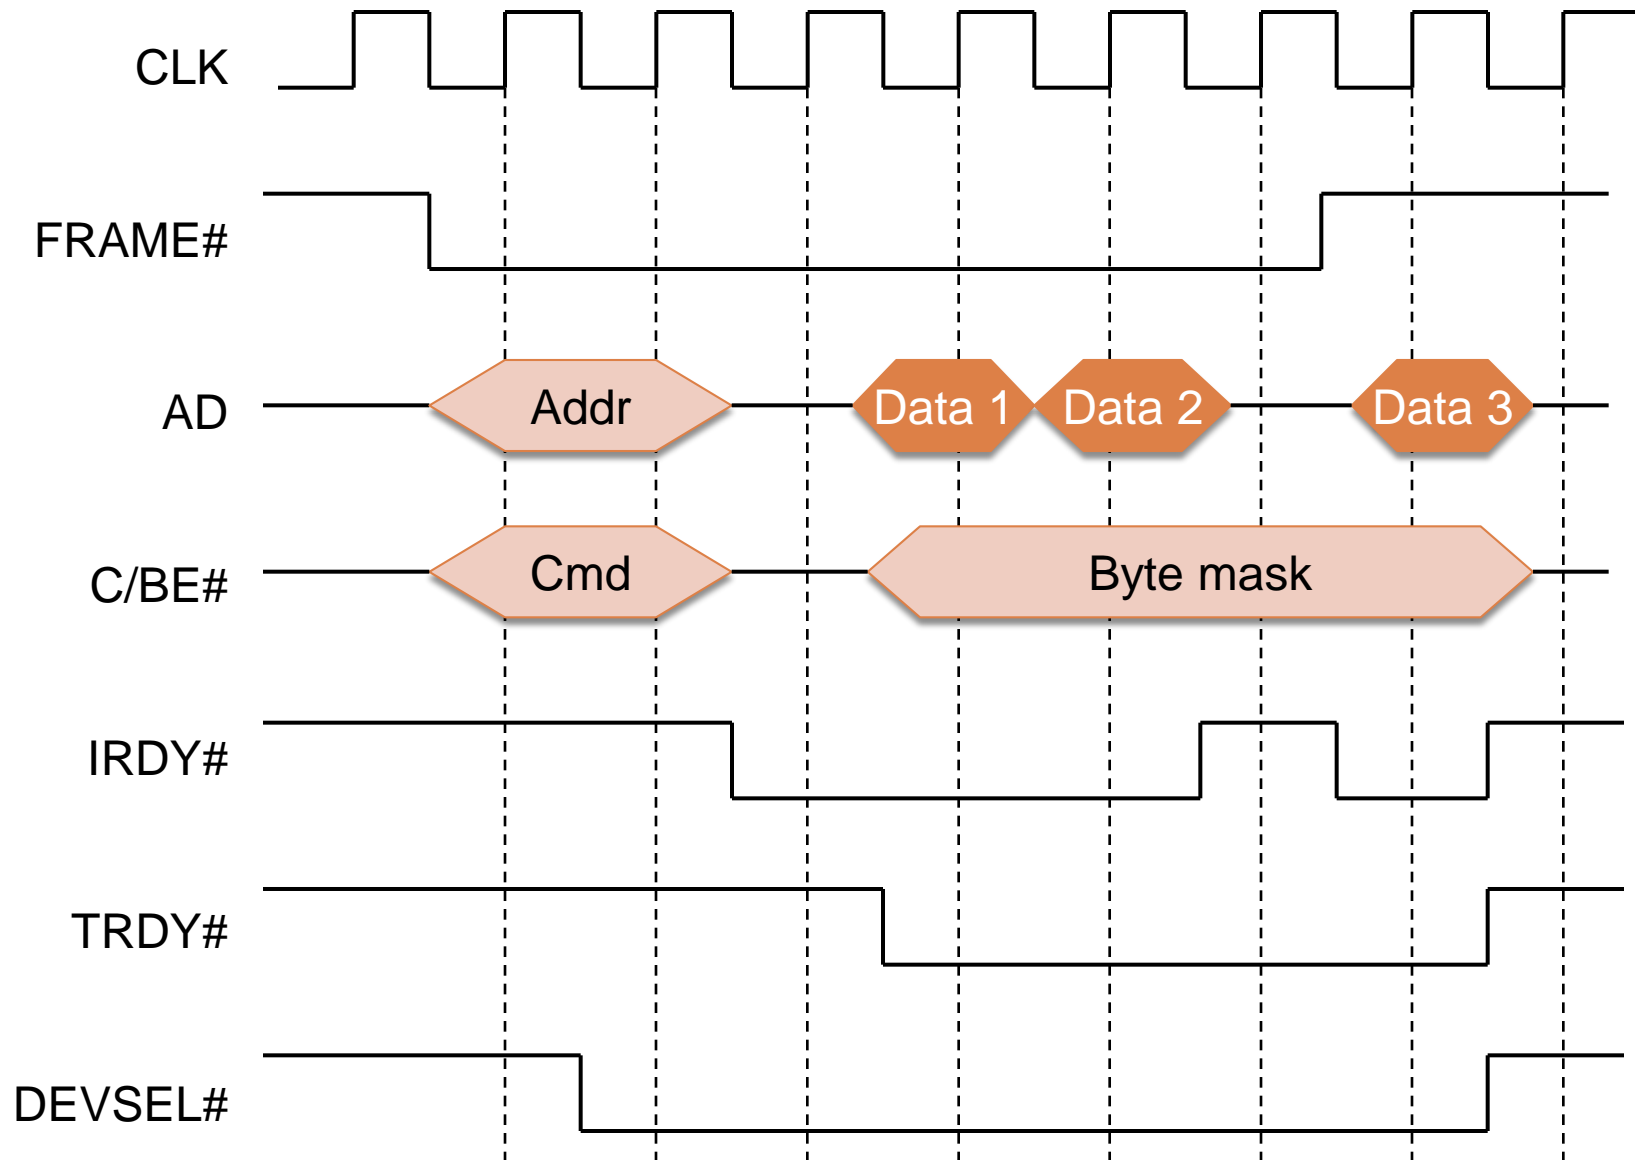 CLK
FRAME#
AD
Addr
Data 1
Data 2
Data 3
C/BE#
Cmd
Byte mask
IRDY#
TRDY#
DEVSEL#